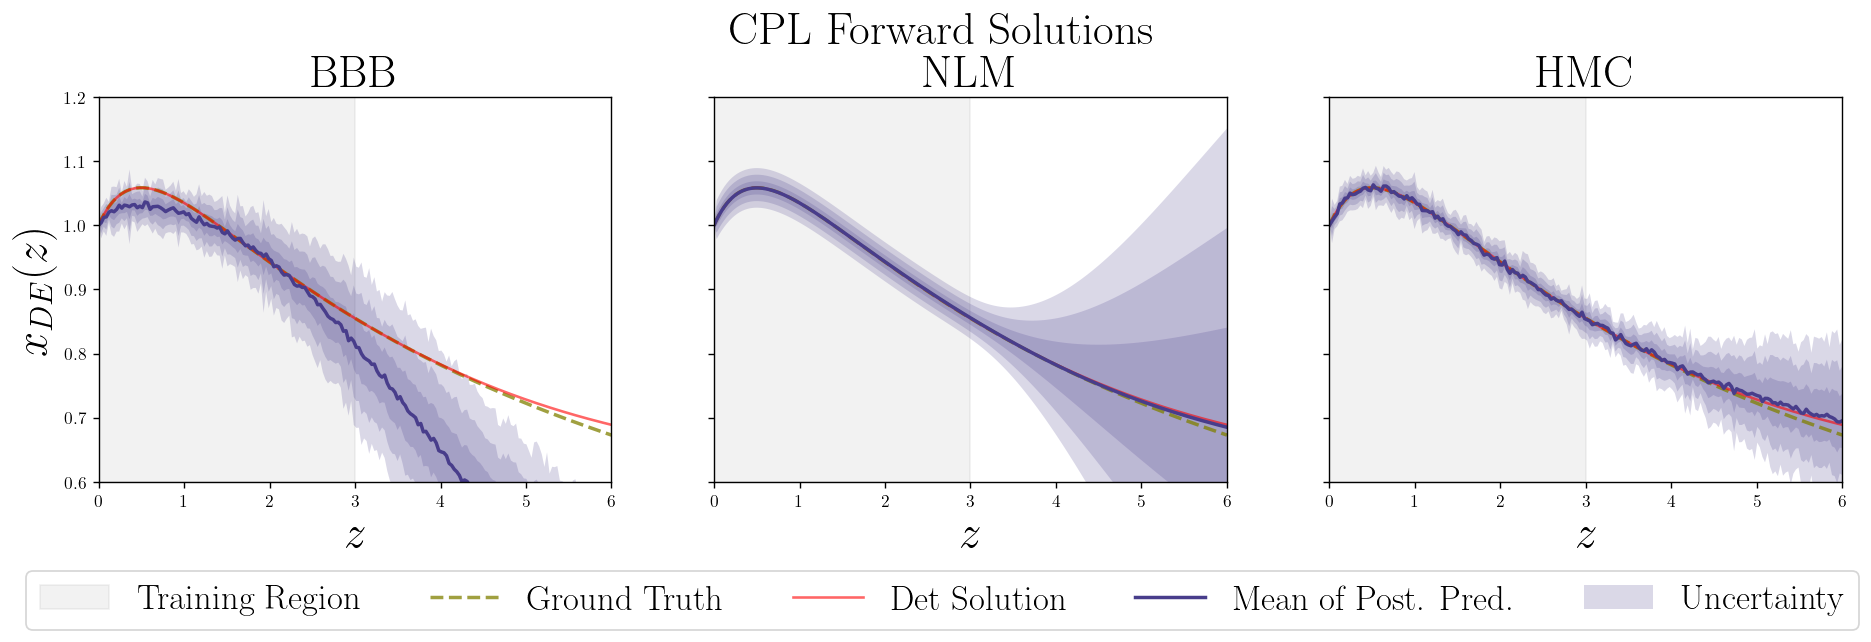 CPL Forward Solutions
BBB
NLM
HMC
1.2
1.1
1.0
0.9
0.8
0.7
0.6
x_{DE}(z)
0 1 2 3 4 5 6
0 1 2 3 4 5 6
0 1 2 3 4 5 6
z
z
z
Training Region
Ground Truth
Det Solution
Mean of Post. Pred.
Uncertainty